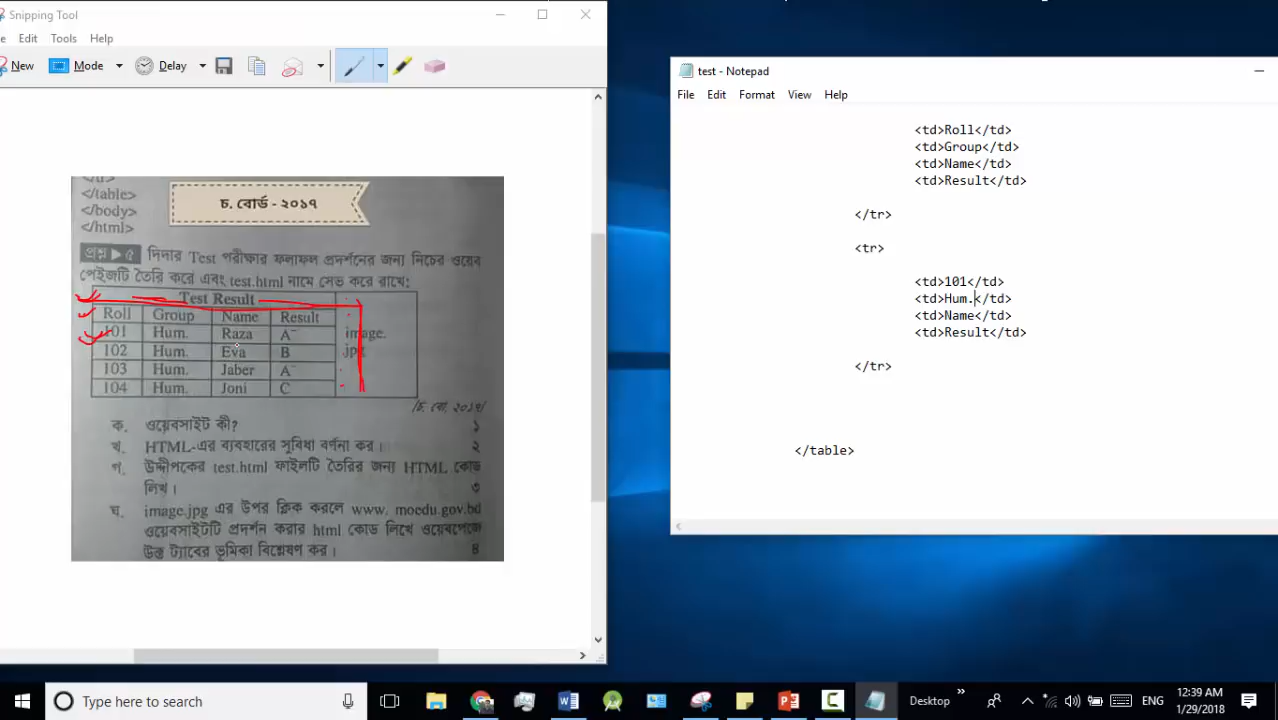 Snipping Tool
Edit Tools Help
New Mode Delay
</table>
</body>
</html>
চ. বোর্ড - ২০১৭
প্রশ্ন ▶ ৫ দিদার Test পরীক্ষার ফলাফল প্রদর্শনের জন্য নিচের ওয়েব
পেইজটি তৈরি করে এবং test.html নামে সেভ করে রাখে:
Test Result
Roll Group Name Result
101 Hum. Raza A⁻
image.
102 Hum. Eva B
jpg
103 Hum. Jaber A⁻
104 Hum. Joni C
/চ. বো. ২০১৭/
ক. ওয়েবসাইট কী? ১
খ. HTML-এর ব্যবহারের সুবিধা বর্ণনা কর। ২
গ. উদ্দীপকের test.html ফাইলটি তৈরির জন্য HTML কোড
লিখ। ৩
ঘ. image.jpg এর উপর ক্লিক করলে www. moedu.gov.bd
ওয়েবসাইটটি প্রদর্শন করার html কোড লিখে ওয়েবপেজে
উক্ত ট্যাবের ভূমিকা বিশ্লেষণ কর। ৪
test - Notepad
File Edit Format View Help
<td>Roll</td>
<td>Group</td>
<td>Name</td>
<td>Result</td>
</tr>
<tr>
<td>101</td>
<td>Hum.</td>
<td>Name</td>
<td>Result</td>
</tr>
</table>
Type here to search
Desktop
ENG
12:39 AM
1/29/2018